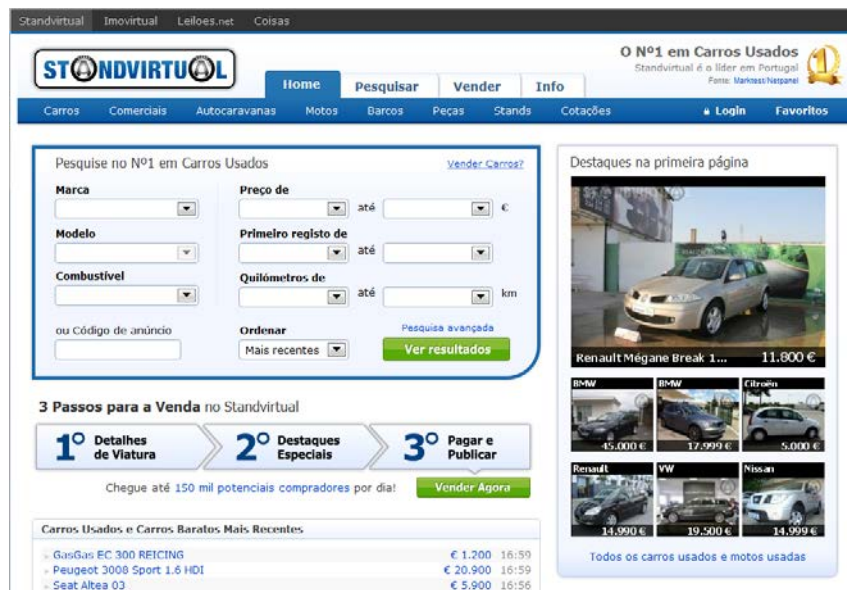 Standvirtual Imovirtual Leiloes.net Coisas
STANDVIRTUAL
O Nº1 em Carros Usados
Standvirtual é o líder em Portugal
Fonte: Marktest/Netpanel
1
Home Pesquisar Vender Info
Carros Comerciais Autocaravanas Motos Barcos Peças Stands Cotações Login Favoritos
Pesquise no Nº1 em Carros Usados Vender Carros?
Marca Preço de
até €
Modelo Primeiro registo de
até
Combustível Quilómetros de
até km
ou Código de anúncio Ordenar Pesquisa avançada
Mais recentes Ver resultados
Destaques na primeira página
Renault Mégane Break 1... 11.800 €
BMW BMW Citroën
45.000 € 17.999 € 5.000 €
Renault VW Nissan
14.990 € 19.500 € 14.999 €
Todos os carros usados e motos usadas
3 Passos para a Venda no Standvirtual
1º Detalhes de Viatura
2º Destaques Especiais
3º Pagar e Publicar
Chegue até 150 mil potenciais compradores por dia! Vender Agora
Carros Usados e Carros Baratos Mais Recentes
GasGas EC 300 REICING € 1.200 16:59
Peugeot 3008 Sport 1.6 HDI € 20.900 16:59
Seat Altea 03 € 5.900 16:56